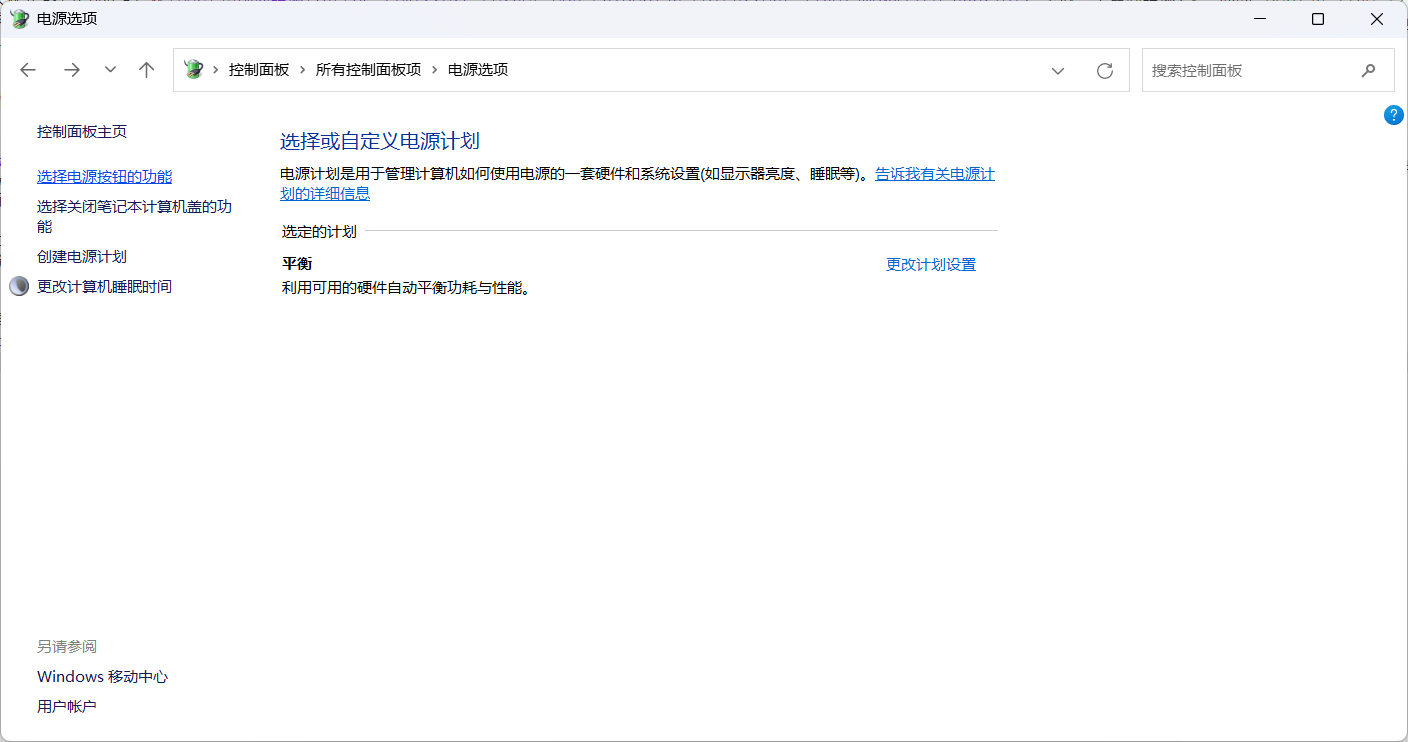 电源选项
控制面板 › 所有控制面板项 › 电源选项
搜索控制面板
控制面板主页
选择电源按钮的功能
选择关闭笔记本计算机盖的功
能
创建电源计划
更改计算机睡眠时间
选择或自定义电源计划
电源计划是用于管理计算机如何使用电源的一套硬件和系统设置(如显示器亮度、睡眠等)。告诉我有关电源计
划的详细信息
选定的计划
平衡
更改计划设置
利用可用的硬件自动平衡功耗与性能。
另请参阅
Windows 移动中心
用户帐户